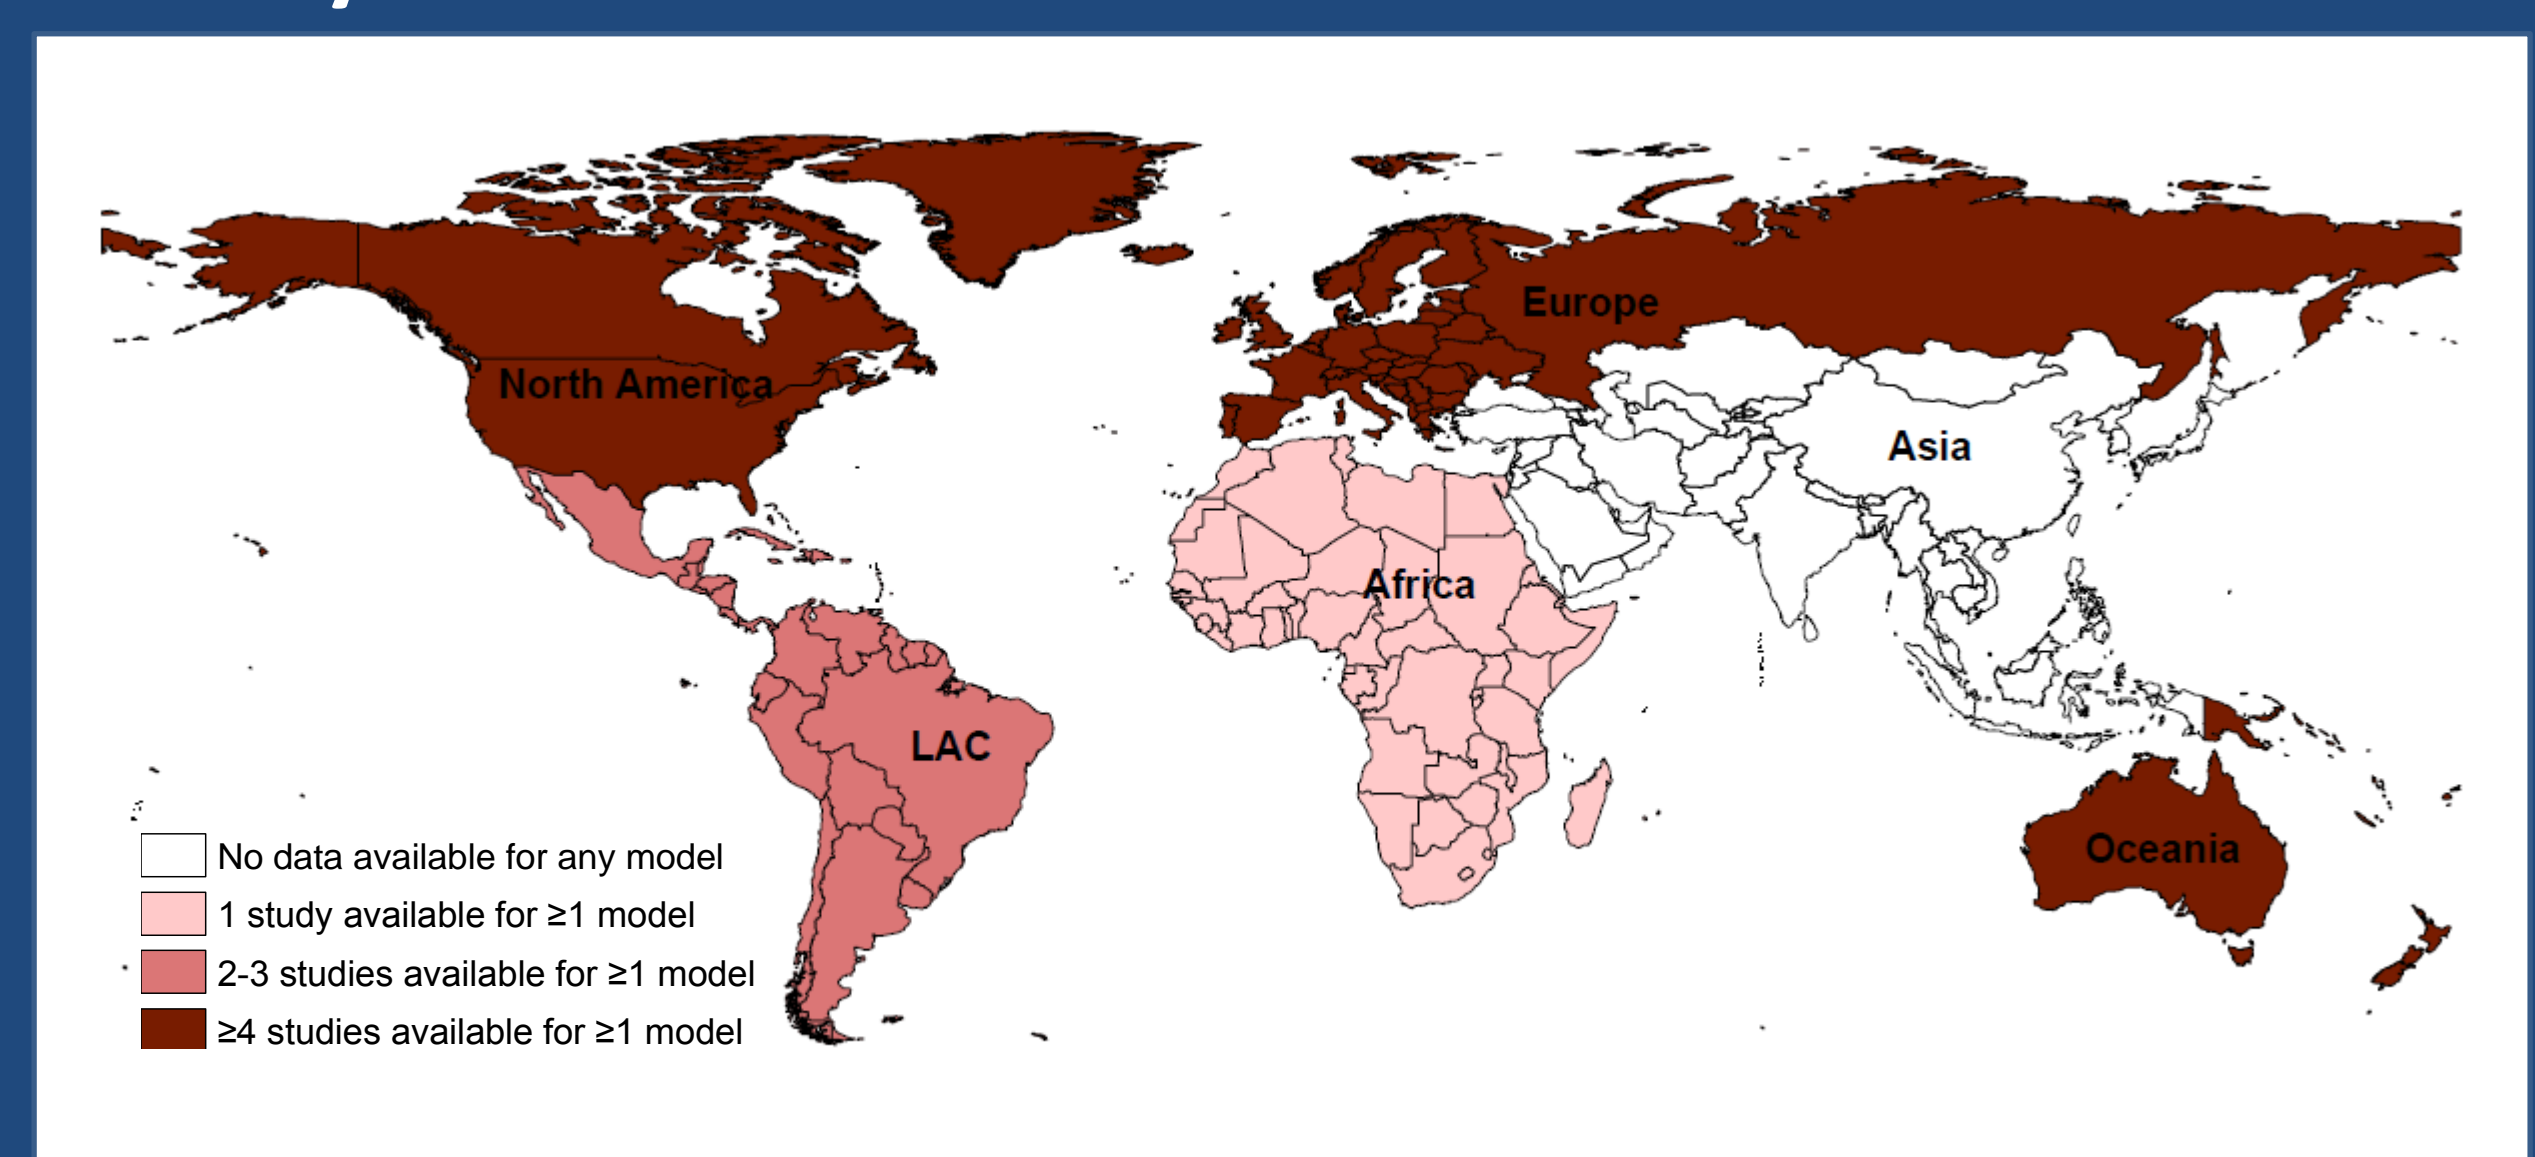 North America
Europe
Asia
Africa
LAC
Oceania
No data available for any model
1 study available for ≥1 model
2-3 studies available for ≥1 model
≥4 studies available for ≥1 model